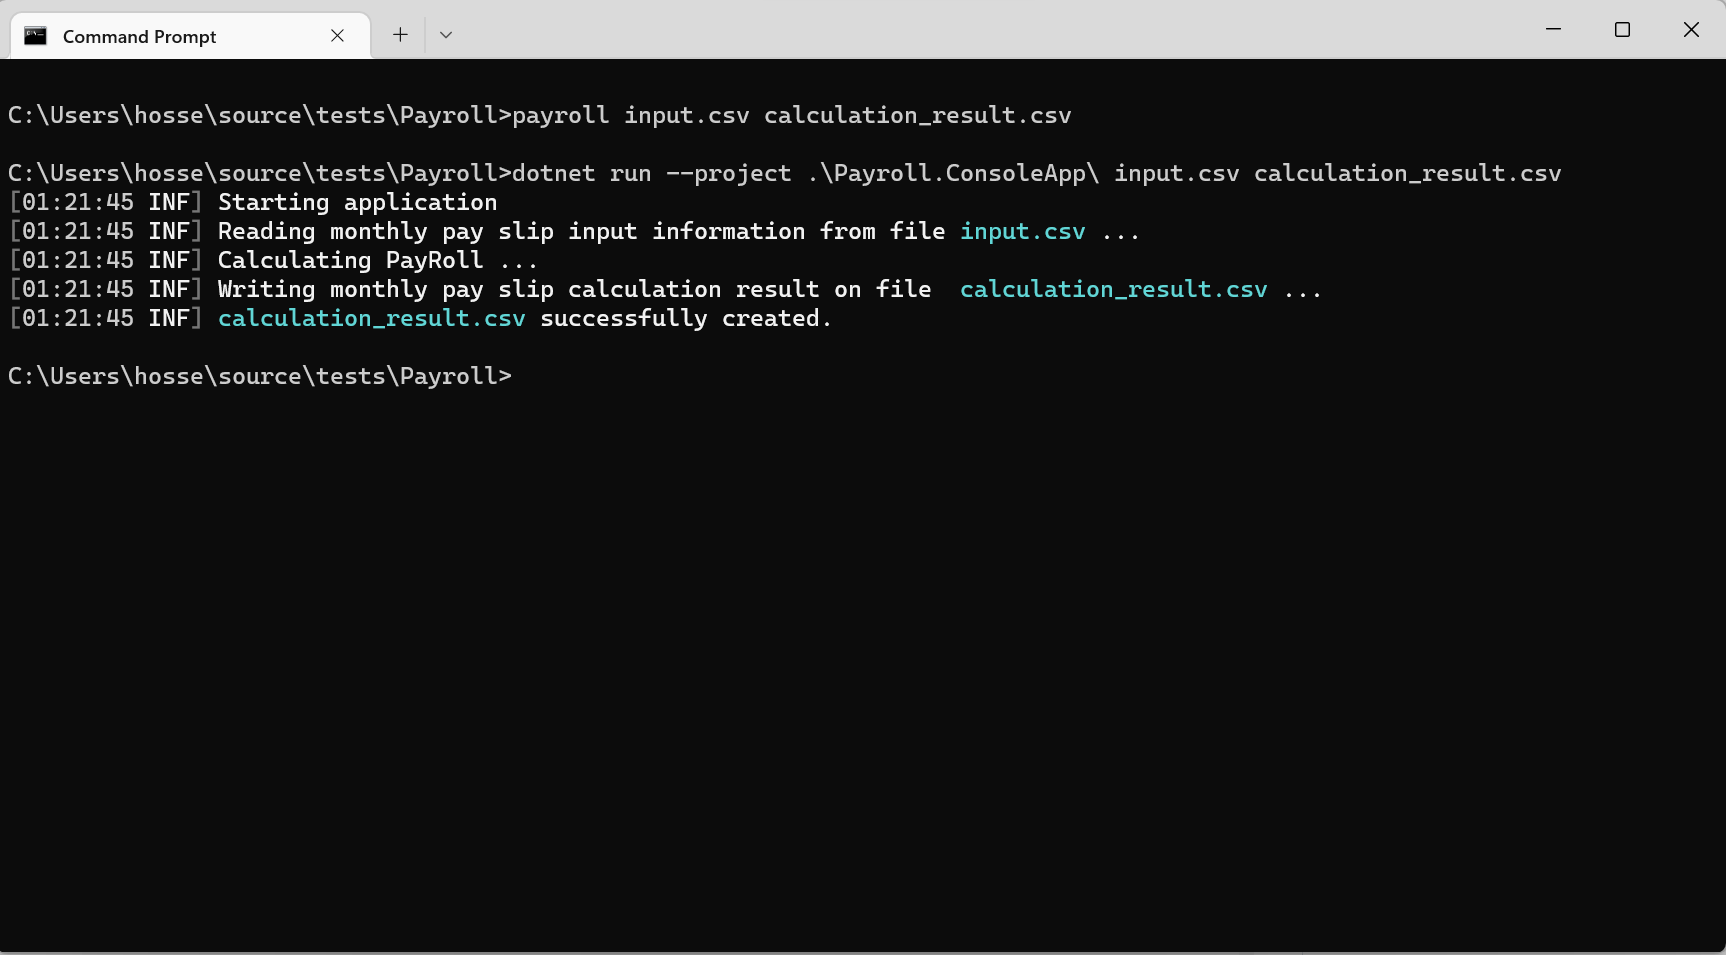 Command Prompt
C:\Users\hosse\source\tests\Payroll>payroll input.csv calculation_result.csv
C:\Users\hosse\source\tests\Payroll>dotnet run --project .\Payroll.ConsoleApp\ input.csv calculation_result.csv
[01:21:45 INF] Starting application
[01:21:45 INF] Reading monthly pay slip input information from file input.csv ...
[01:21:45 INF] Calculating PayRoll ...
[01:21:45 INF] Writing monthly pay slip calculation result on file  calculation_result.csv ...
[01:21:45 INF] calculation_result.csv successfully created.
C:\Users\hosse\source\tests\Payroll>